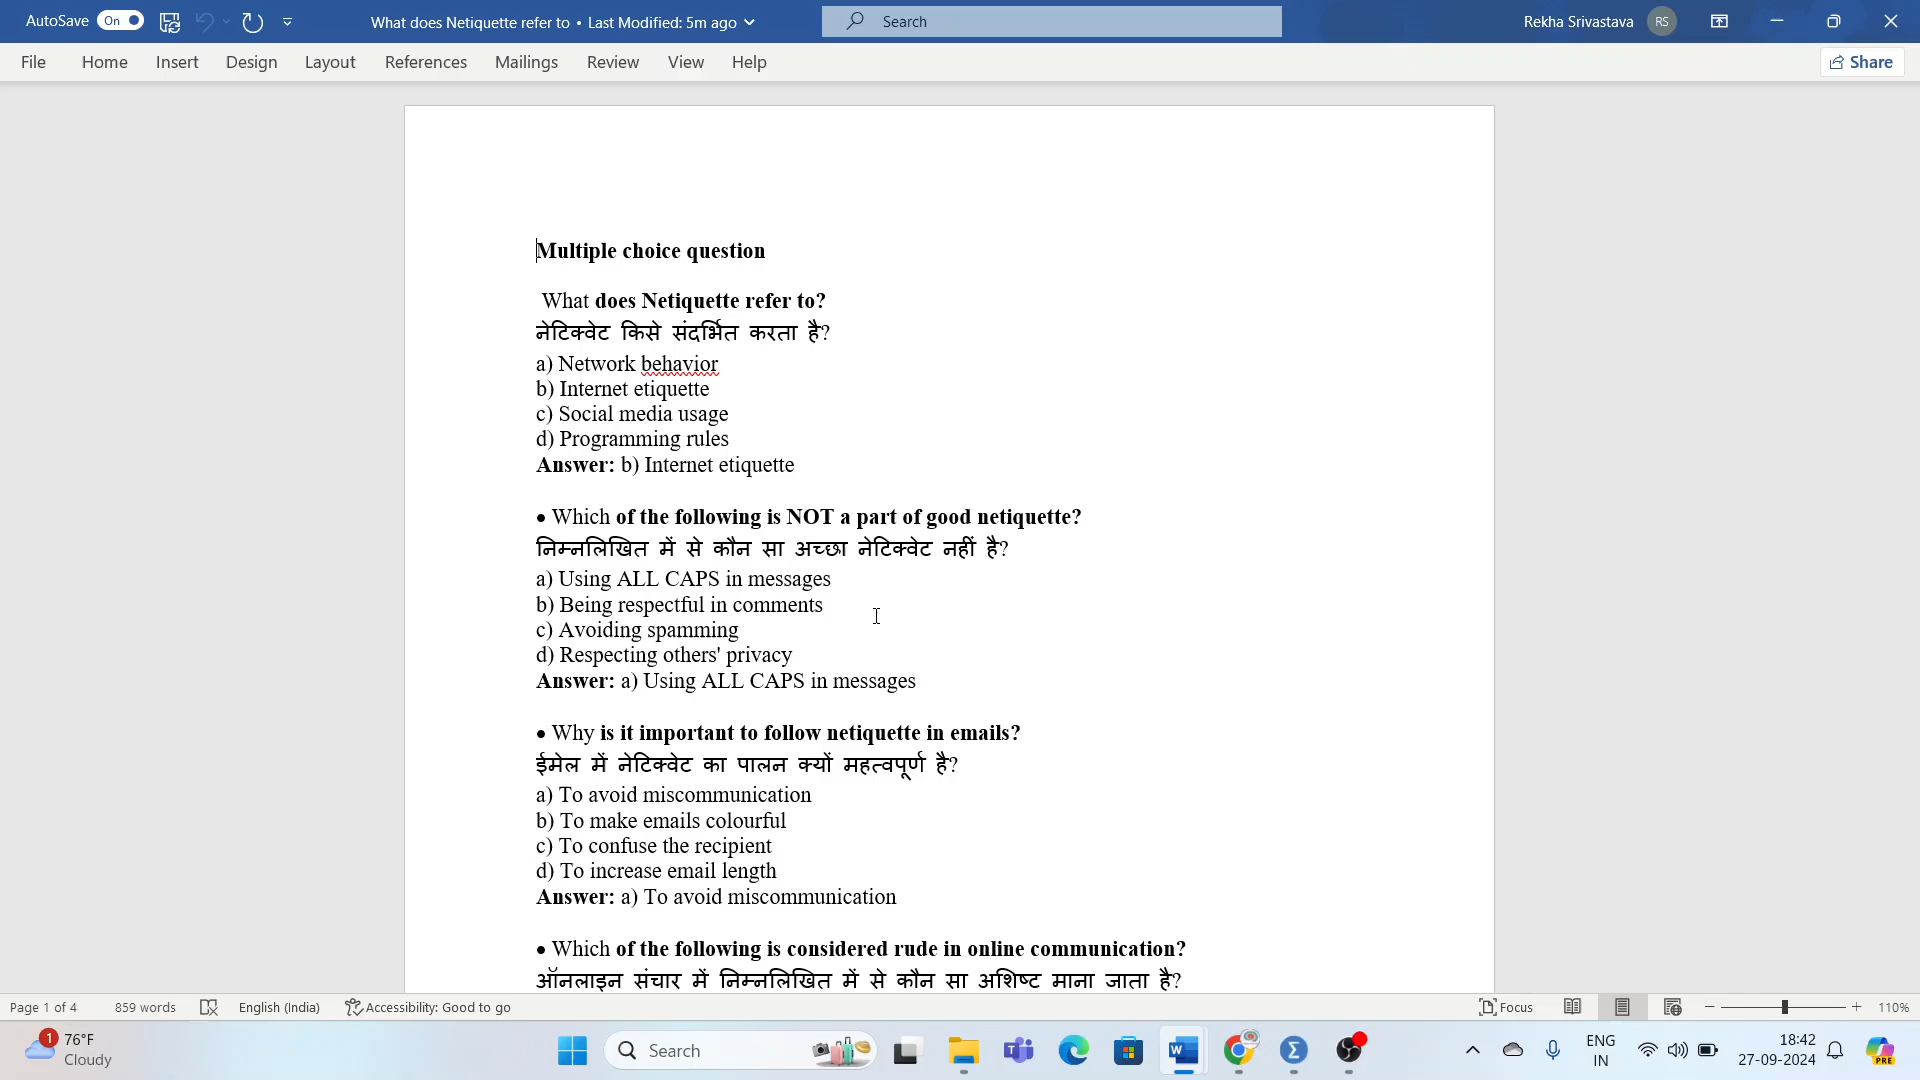 AutoSave On What does Netiquette refer to • Last Modified: 5m ago Search Rekha Srivastava RS
File Home Insert Design Layout References Mailings Review View Help Share
Multiple choice question
What does Netiquette refer to?
नेटिक्वेट किसे संदर्भित करता है?
a) Network behavior
b) Internet etiquette
c) Social media usage
d) Programming rules
Answer: b) Internet etiquette
• Which of the following is NOT a part of good netiquette?
निम्नलिखित में से कौन सा अच्छा नेटिक्वेट नहीं है?
a) Using ALL CAPS in messages
b) Being respectful in comments
c) Avoiding spamming
d) Respecting others' privacy
Answer: a) Using ALL CAPS in messages
• Why is it important to follow netiquette in emails?
ईमेल में नेटिक्वेट का पालन क्यों महत्वपूर्ण है?
a) To avoid miscommunication
b) To make emails colourful
c) To confuse the recipient
d) To increase email length
Answer: a) To avoid miscommunication
• Which of the following is considered rude in online communication?
ऑनलाइन संचार में निम्नलिखित में से कौन सा अशिष्ट माना जाता है?
Page 1 of 4 859 words English (India) Accessibility: Good to go Focus 110%
1 76°F Search ENG 18:42
Cloudy IN 27-09-2024 PRE